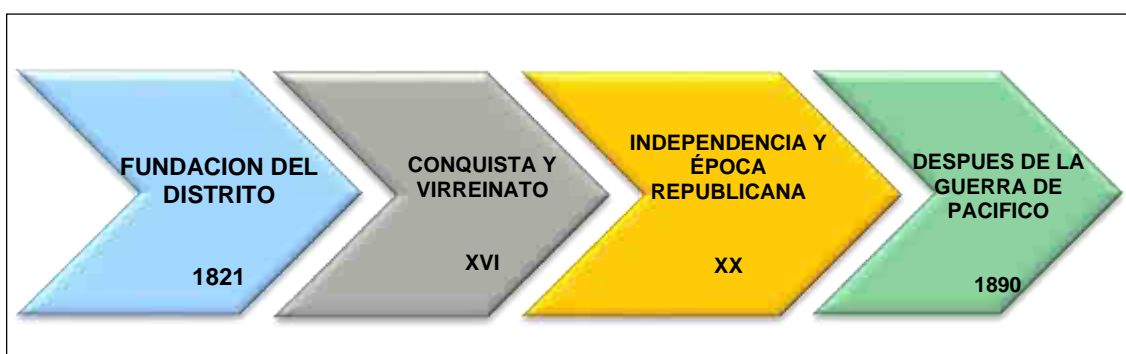 FUNDACION DEL
DISTRITO
1821
CONQUISTA Y
VIRREINATO
XVI
INDEPENDENCIA Y
ÉPOCA
REPUBLICANA
XX
DESPUES DE LA
GUERRA DE
PACIFICO
1890